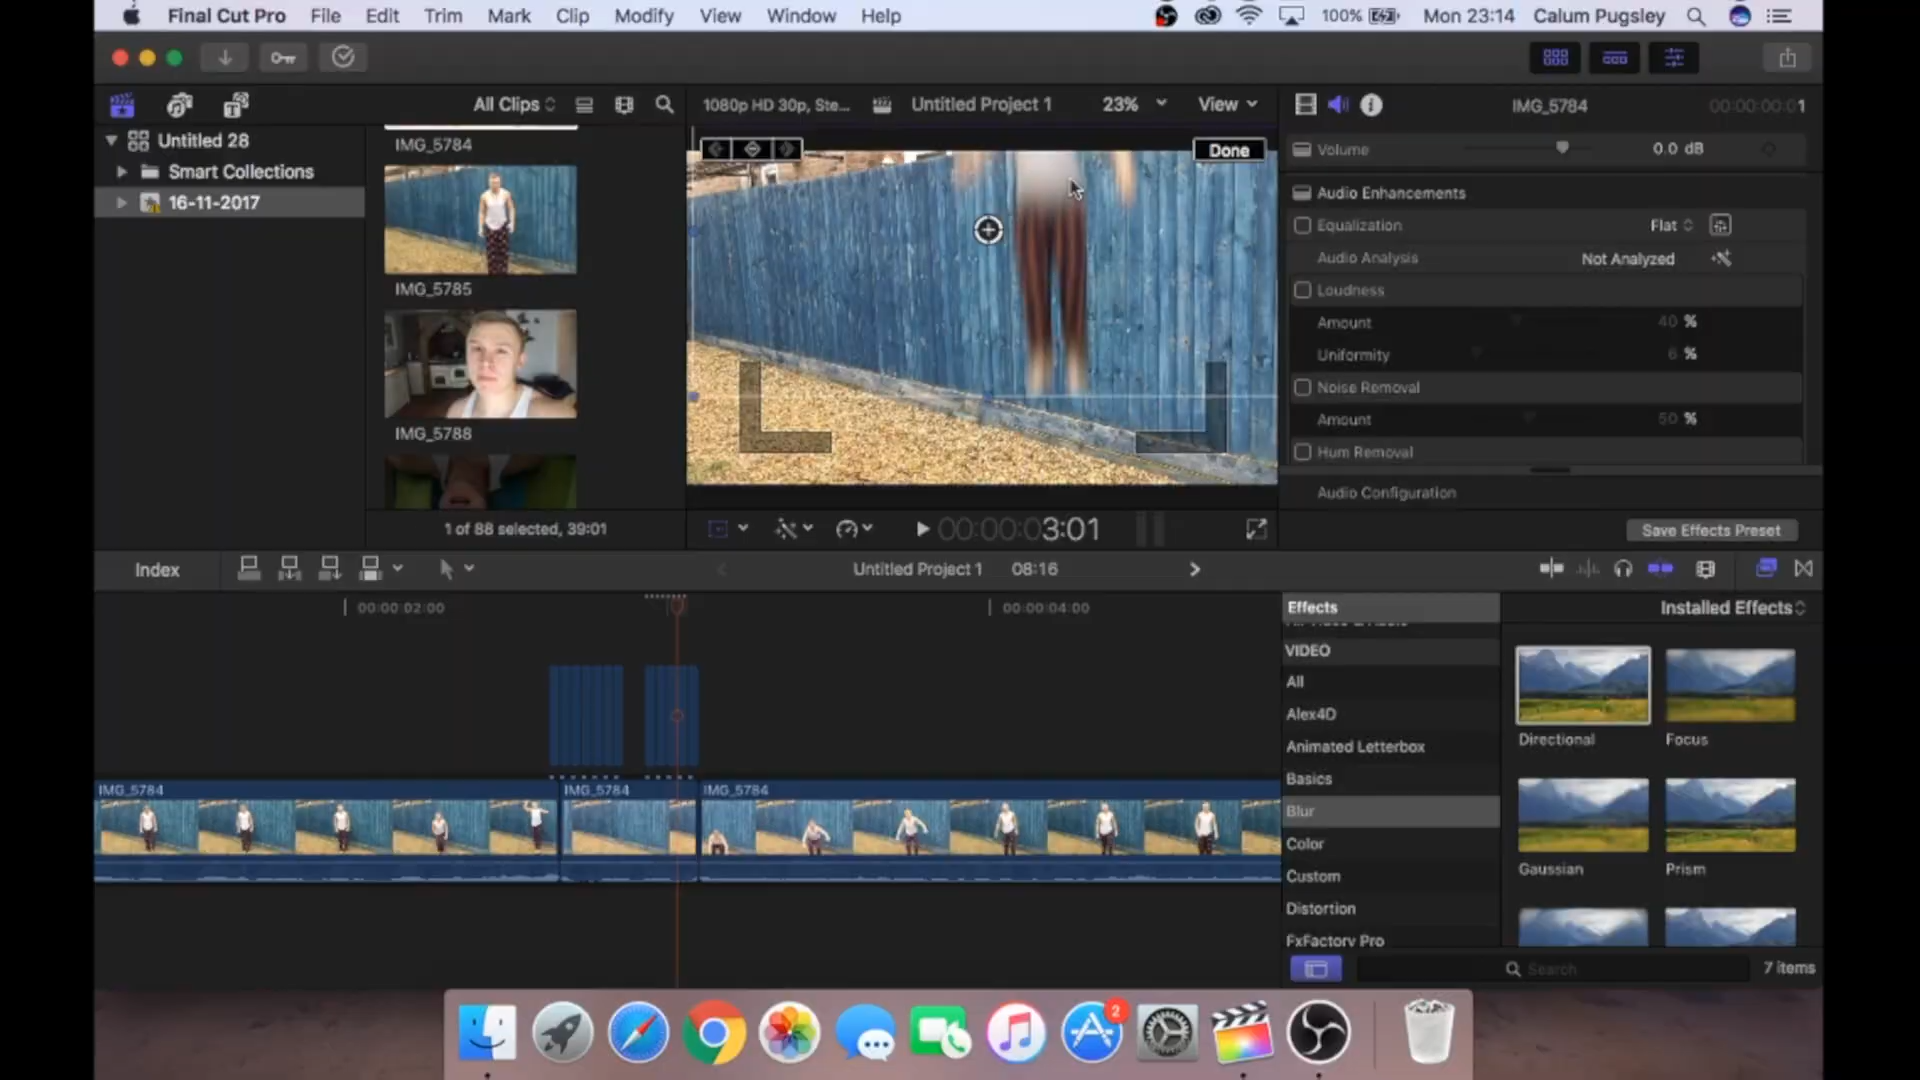 Final Cut Pro File Edit Trim Mark Clip Modify View Window Help 100% Mon 23:14 Calum Pugsley
All Clips 1080p HD 30p, Ste... Untitled Project 1 23% View IMG_5784 00:00:00:01
Untitled 28
Smart Collections
16-11-2017
IMG_5784
IMG_5785
IMG_5788
1 of 88 selected, 39:01
Done
00:00:03:01
Volume 0.0 dB
Audio Enhancements
Equalization Flat
Audio Analysis Not Analyzed
Loudness
Amount 40 %
Uniformity 6 %
Noise Removal
Amount 50 %
Hum Removal
Audio Configuration
Save Effects Preset
Index Untitled Project 1 08:16
00:00:02:00 00:00:04:00
IMG_5784 IMG_5784 IMG_5784
Effects Installed Effects
VIDEO
All
Alex4D
Animated Letterbox
Basics
Blur
Color
Custom
Distortion
FxFactory Pro
Directional Focus
Gaussian Prism
Search 7 items
2